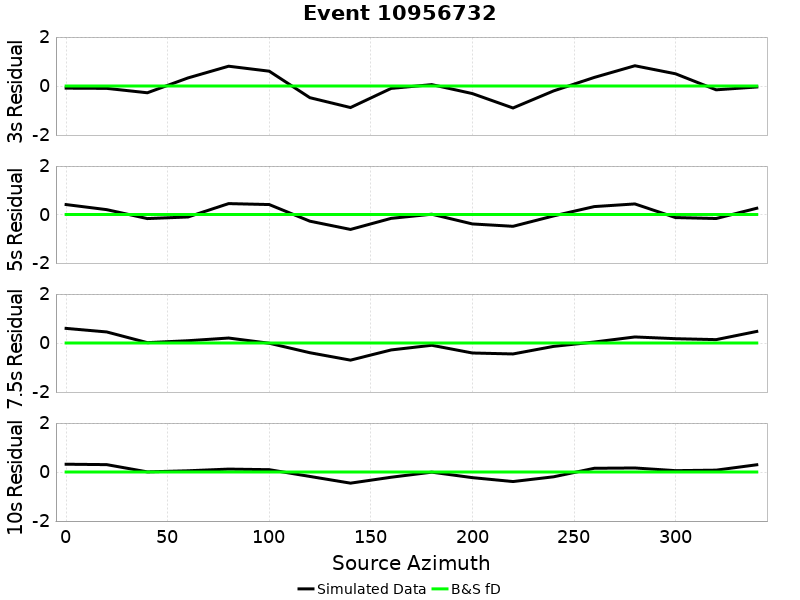 Event 10956732
3s Residual
2
0
-2
5s Residual
2
0
-2
7.5s Residual
2
0
-2
10s Residual
2
0
-2
0 50 100 150 200 250 300
Source Azimuth
Simulated Data B&S fD